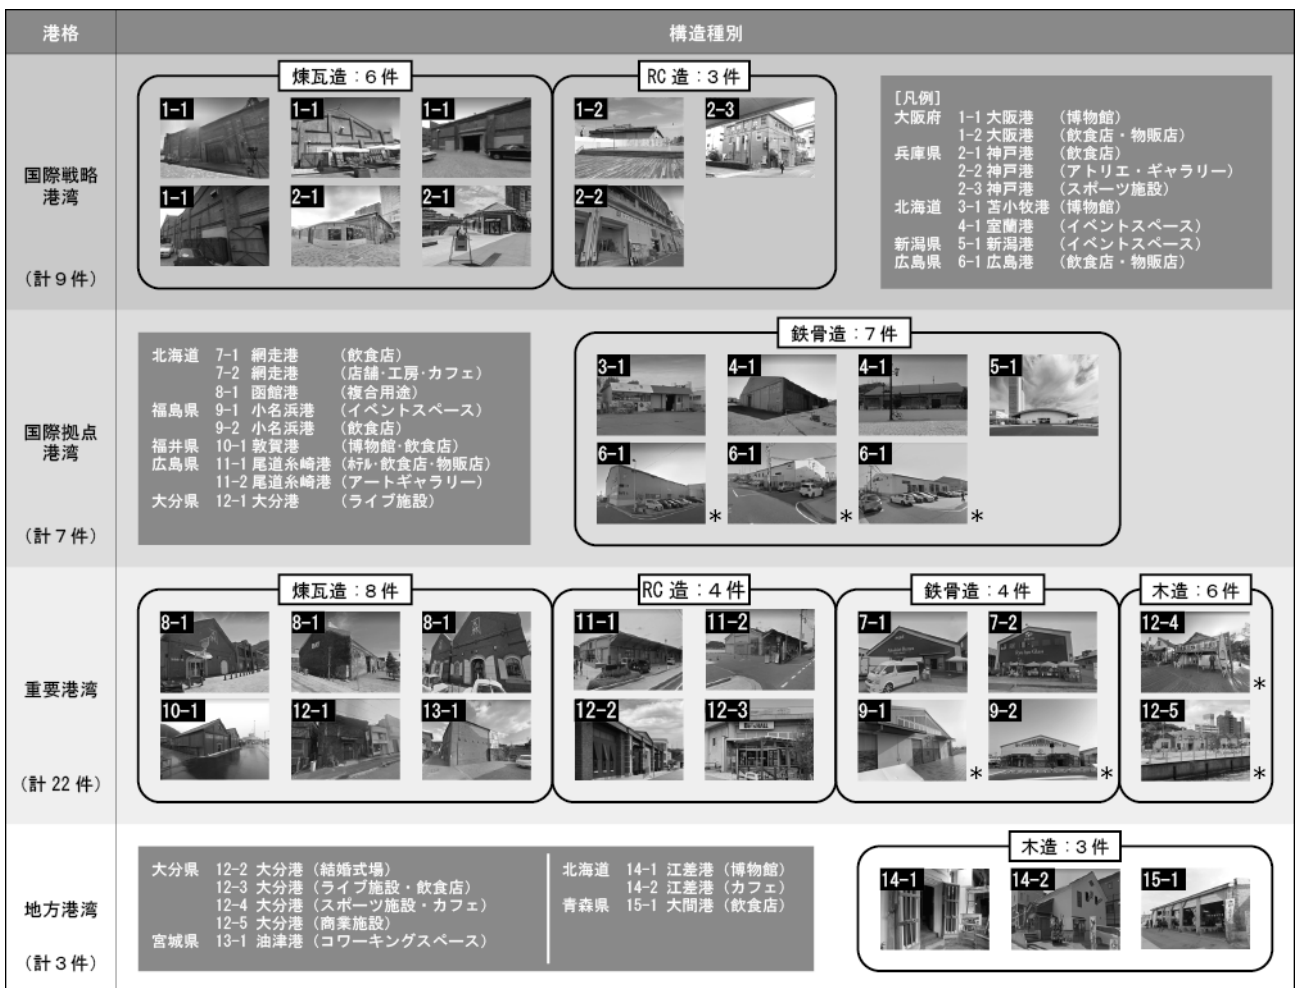 港格 構造種別
国際戦略
港湾
(計9件)
煉瓦造：6件
1-1 1-1 1-1
1-1 2-1 2-1
RC造：3件
1-2 2-3
2-2
[凡例]
大阪府 1-1 大阪港 (博物館)
1-2 大阪港 (飲食店・物販店)
兵庫県 2-1 神戸港 (飲食店)
2-2 神戸港 (アトリエ・ギャラリー)
2-3 神戸港 (スポーツ施設)
北海道 3-1 苫小牧港 (博物館)
4-1 室蘭港 (イベントスペース)
新潟県 5-1 新潟港 (イベントスペース)
広島県 6-1 広島港 (飲食店・物販店)
国際拠点
港湾
(計7件)
北海道 7-1 網走港 (飲食店)
7-2 網走港 (店舗・工房・カフェ)
8-1 函館港 (複合用途)
福島県 9-1 小名浜港 (イベントスペース)
9-2 小名浜港 (飲食店)
福井県 10-1 敦賀港 (博物館・飲食店)
広島県 11-1 尾道糸崎港 (ﾎﾃﾙ・飲食店・物販店)
11-2 尾道糸崎港 (アートギャラリー)
大分県 12-1 大分港 (ライブ施設)
鉄骨造：7件
3-1 4-1 4-1 5-1
6-1 6-1 6-1
* * *
重要港湾
(計22件)
煉瓦造：8件
8-1 8-1 8-1
10-1 12-1 13-1
RC造：4件
11-1 11-2
12-2 12-3
鉄骨造：4件
7-1 7-2
9-1 9-2
* *
木造：6件
12-4
*
12-5
*
地方港湾
(計3件)
大分県 12-2 大分港 (結婚式場)
12-3 大分港 (ライブ施設・飲食店)
12-4 大分港 (スポーツ施設・カフェ)
12-5 大分港 (商業施設)
宮城県 13-1 油津港 (コワーキングスペース)
北海道 14-1 江差港 (博物館)
14-2 江差港 (カフェ)
青森県 15-1 大間港 (飲食店)
木造：3件
14-1 14-2 15-1